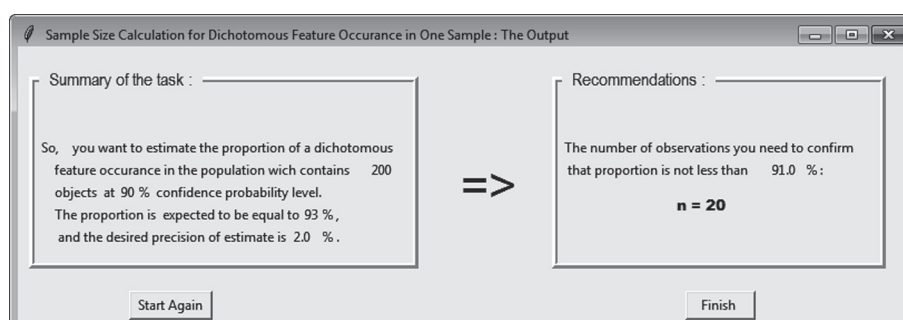 Sample Size Calculation for Dichotomous Feature Occurance in One Sample : The Output
Summary of the task :
So, you want to estimate the proportion of a dichotomous
feature occurance in the population wich contains 200
objects at 90 % confidence probability level.
The proportion is expected to be equal to 93 %,
and the desired precision of estimate is 2.0 %.
=>
Recommendations :
The number of observations you need to confirm
that proportion is not less than 91.0 % :
n = 20
Start Again
Finish